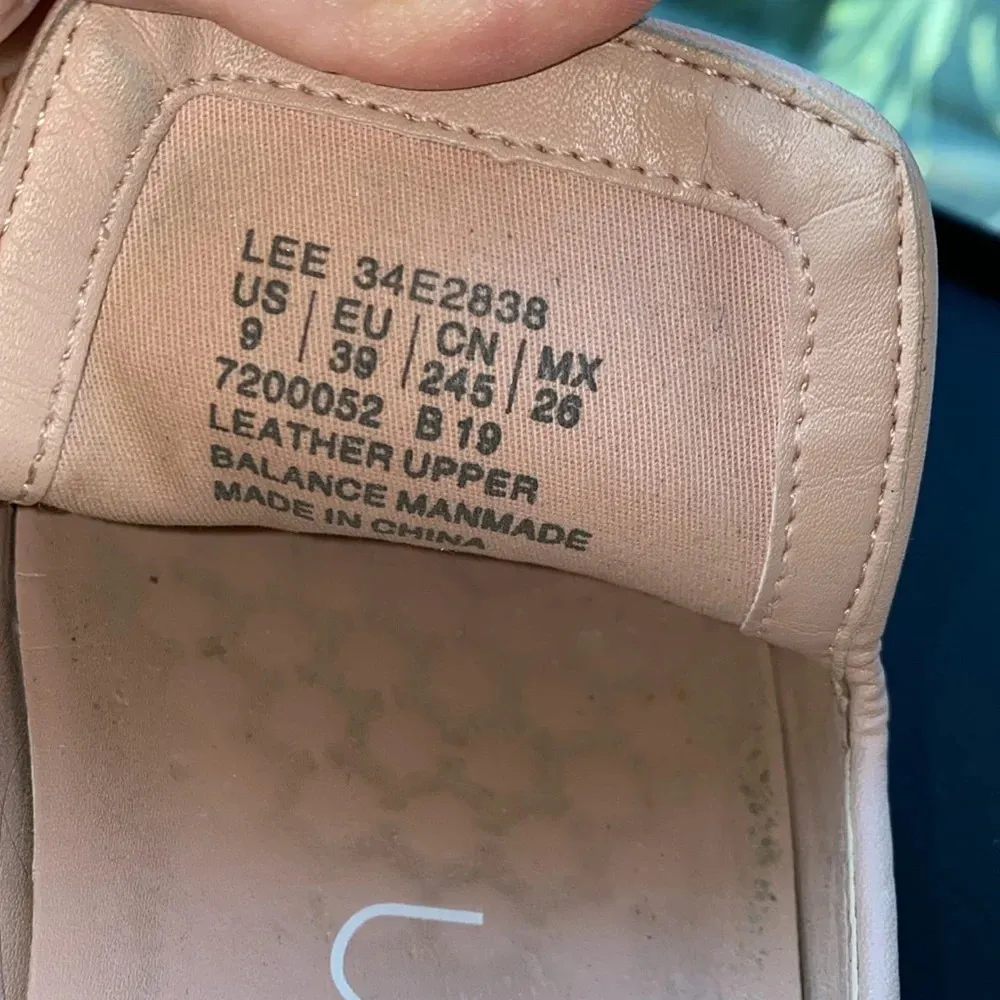 LEE 34E2838
US | EU | CN | MX
9 | 39 | 245 | 26
7200052 B 19
LEATHER UPPER
BALANCE MANMADE
MADE IN CHINA